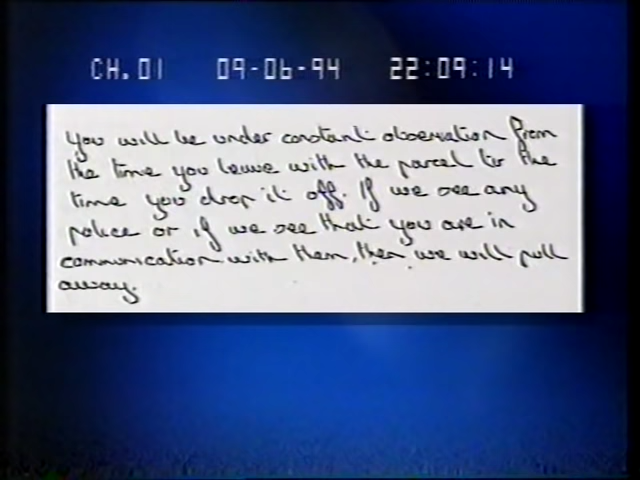 CH.01 09-06-94 22:09:14
You will be under constant observation from
the time you leave with the parcel to the
time you drop it off. If we see any
police or if we see that you are in
communication with them, then we will pull
away.